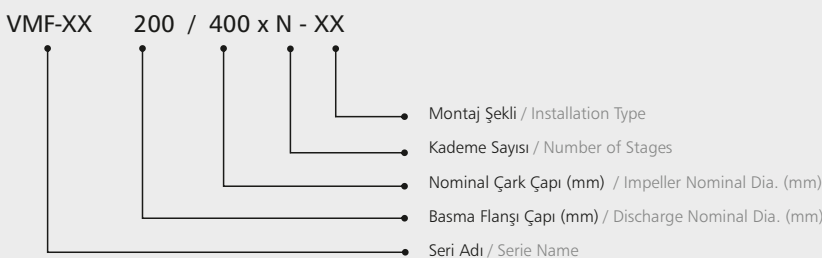 VMF-XX 200 / 400 x N - XX
Montaj Şekli / Installation Type
Kademe Sayısı / Number of Stages
Nominal Çark Çapı (mm) / Impeller Nominal Dia. (mm)
Basma Flanşı Çapı (mm) / Discharge Nominal Dia. (mm)
Seri Adı / Serie Name